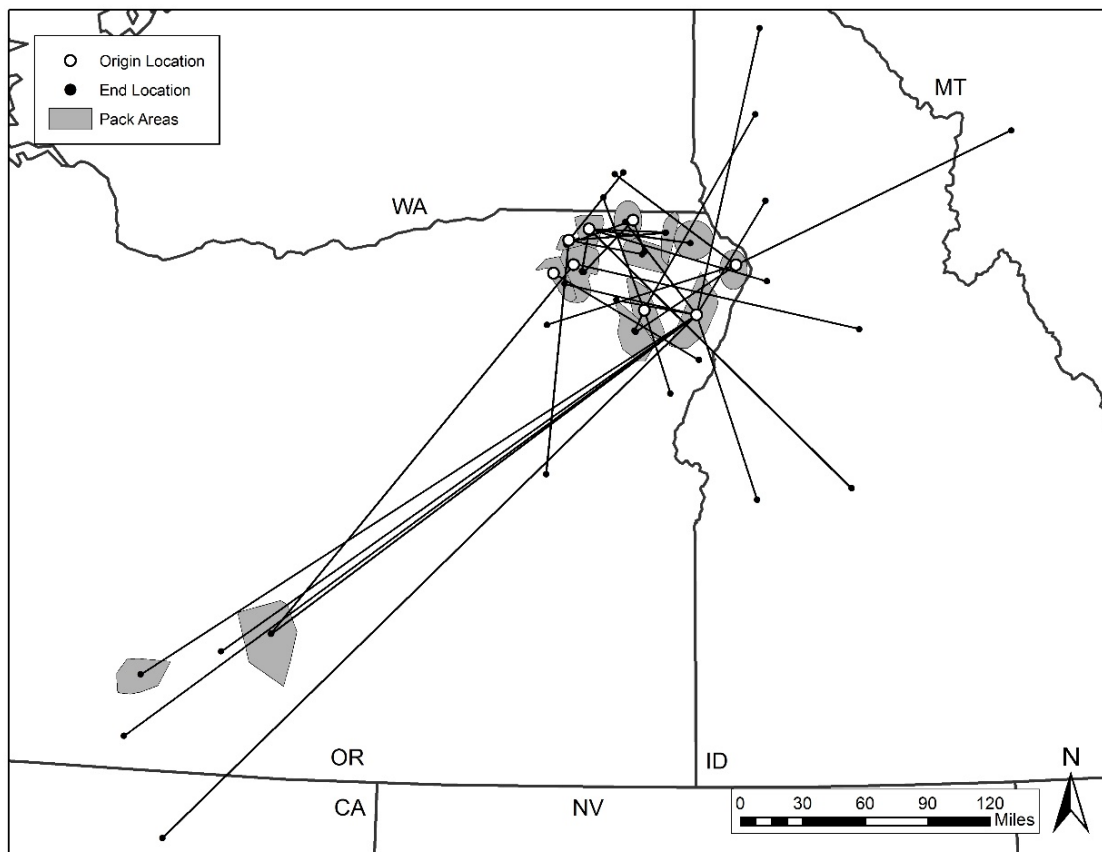 Origin Location
End Location
Pack Areas
MT
WA
OR
ID
CA
NV
N
0 30 60 90 120
Miles